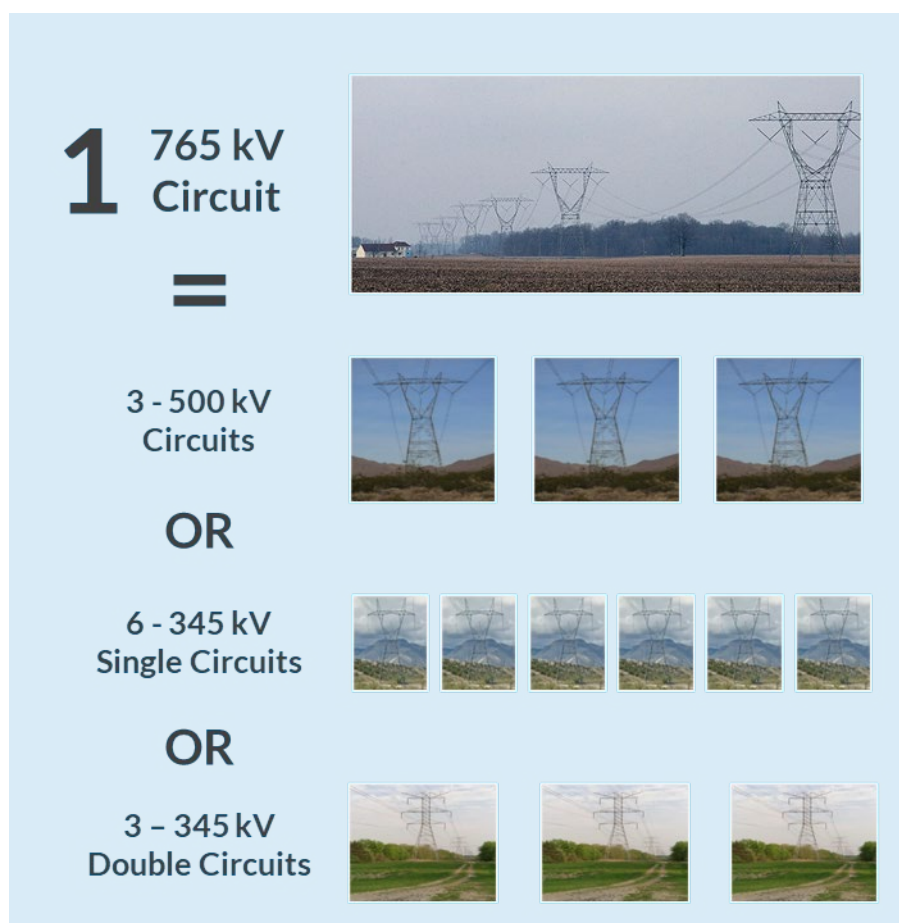 1
765 kV
Circuit
=
3 - 500 kV
Circuits
OR
6 - 345 kV
Single Circuits
OR
3 – 345 kV
Double Circuits